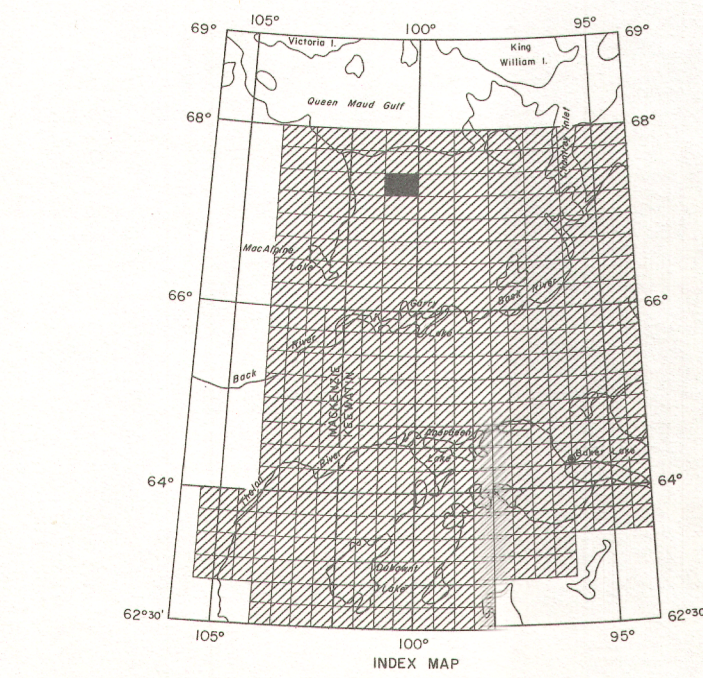 69° 105° 100° 95° 69°
Victoria I.
King
William I.
Queen Maud Gulf
68° 68°
Chantrey Inlet
MacAlpine
Lake
66° 66°
Garry
Lake
Back River
River
Back
MACKENZIE
KEEWATIN
Aberdeen
Lake
Baker Lake
River
Thelon
64° 64°
Dubawnt
Lake
62°30' 62°30'
105° 100° 95°
INDEX MAP